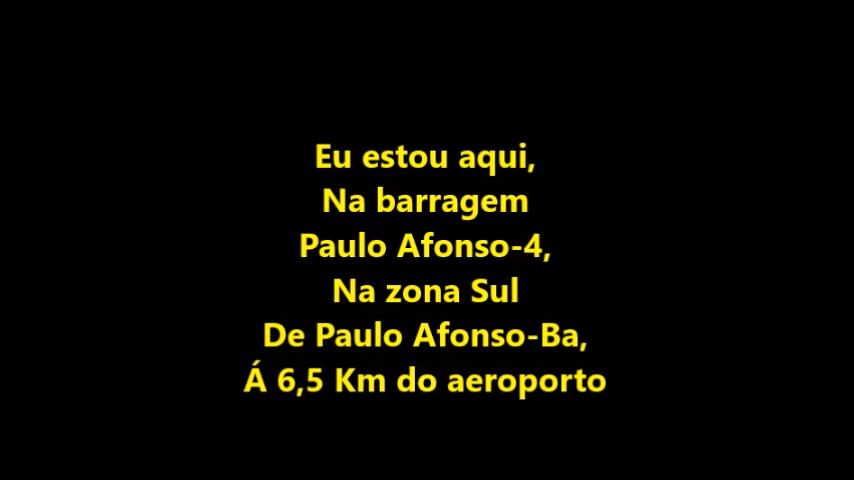 Eu estou aqui,
Na barragem
Paulo Afonso-4,
Na zona Sul
De Paulo Afonso-Ba,
Á 6,5 Km do aeroporto